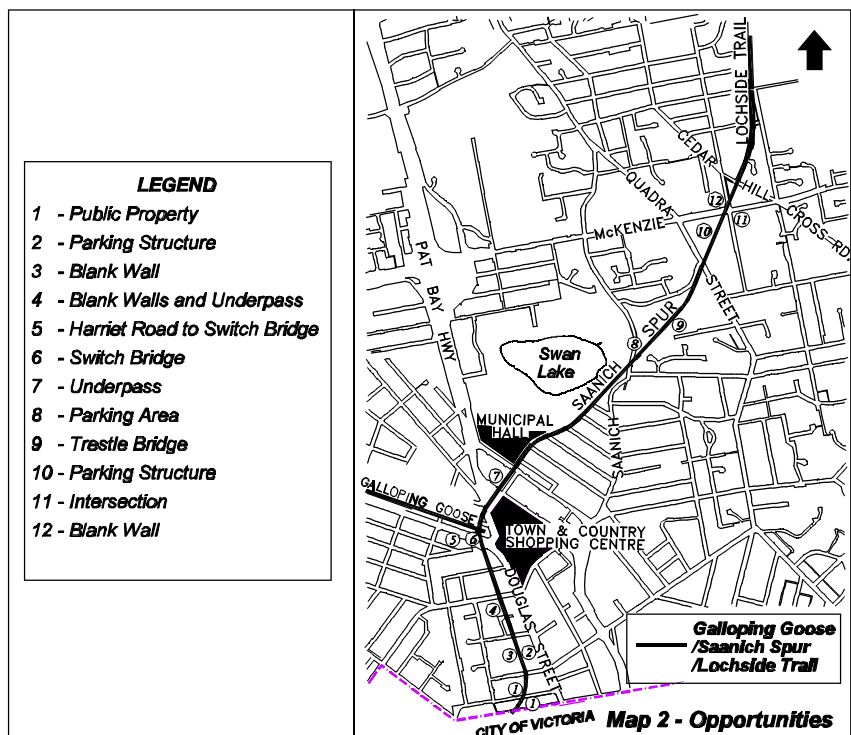 LEGEND
1 - Public Property
2 - Parking Structure
3 - Blank Wall
4 - Blank Walls and Underpass
5 - Harriet Road to Switch Bridge
6 - Switch Bridge
7 - Underpass
8 - Parking Area
9 - Trestle Bridge
10 - Parking Structure
11 - Intersection
12 - Blank Wall
LOCHSIDE TRAIL
CEDAR HILL CROSS RD.
QUADRA STREET
12
11
10
McKENZIE
PAT BAY HWY
9
8
SAANICH SPUR
Swan
Lake
SAANICH
MUNICIPAL
HALL
7
GALLOPING GOOSE
TOWN & COUNTRY
SHOPPING CENTRE
5
6
DOUGLAS STREET
4
3
2
1
1
Galloping Goose
/Saanich Spur
/Lochside Trail
CITY OF VICTORIA
Map 2 - Opportunities